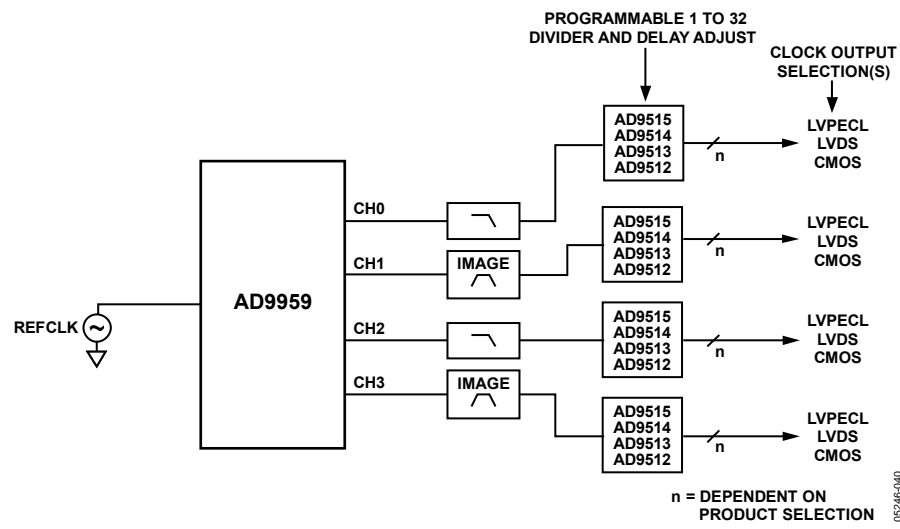 PROGRAMMABLE 1 TO 32
DIVIDER AND DELAY ADJUST
CLOCK OUTPUT
SELECTION(S)
AD9515
AD9514
AD9513
AD9512
n
LVPECL
LVDS
CMOS
CH0
CH1
IMAGE
AD9515
AD9514
AD9513
AD9512
n
LVPECL
LVDS
CMOS
AD9959
REFCLK
CH2
AD9515
AD9514
AD9513
AD9512
n
LVPECL
LVDS
CMOS
CH3
IMAGE
AD9515
AD9514
AD9513
AD9512
n
LVPECL
LVDS
CMOS
n = DEPENDENT ON
PRODUCT SELECTION
05246-040